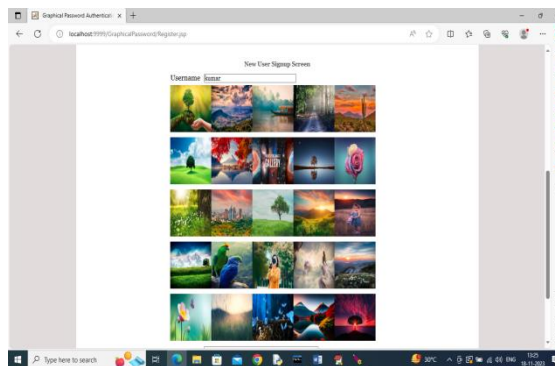 Graphical Password Authenticati
localhost:9999/GraphicalPassword/Register.jsp
New User Signup Screen
Username kumar
Type here to search
30°C
ENG
13:25
18-11-2023